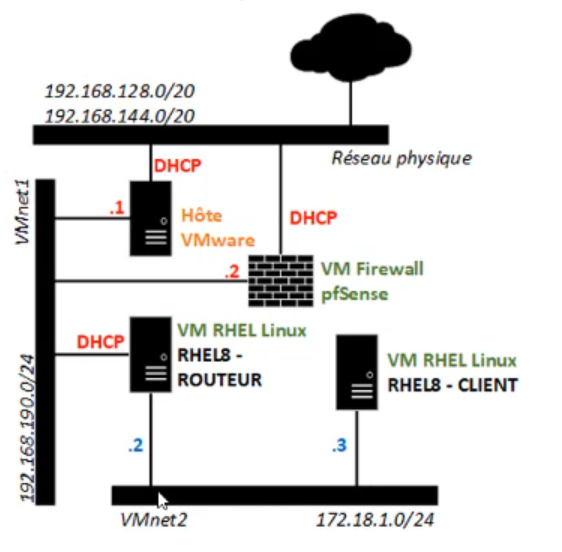 192.168.128.0/20
192.168.144.0/20
Réseau physique
DHCP
VMnet1
.1
Hôte
VMware
DHCP
.2
VM Firewall
pfSense
DHCP
VM RHEL Linux
RHEL8 -
ROUTEUR
VM RHEL Linux
RHEL8 - CLIENT
192.168.190.0/24
.2
.3
VMnet2
172.18.1.0/24